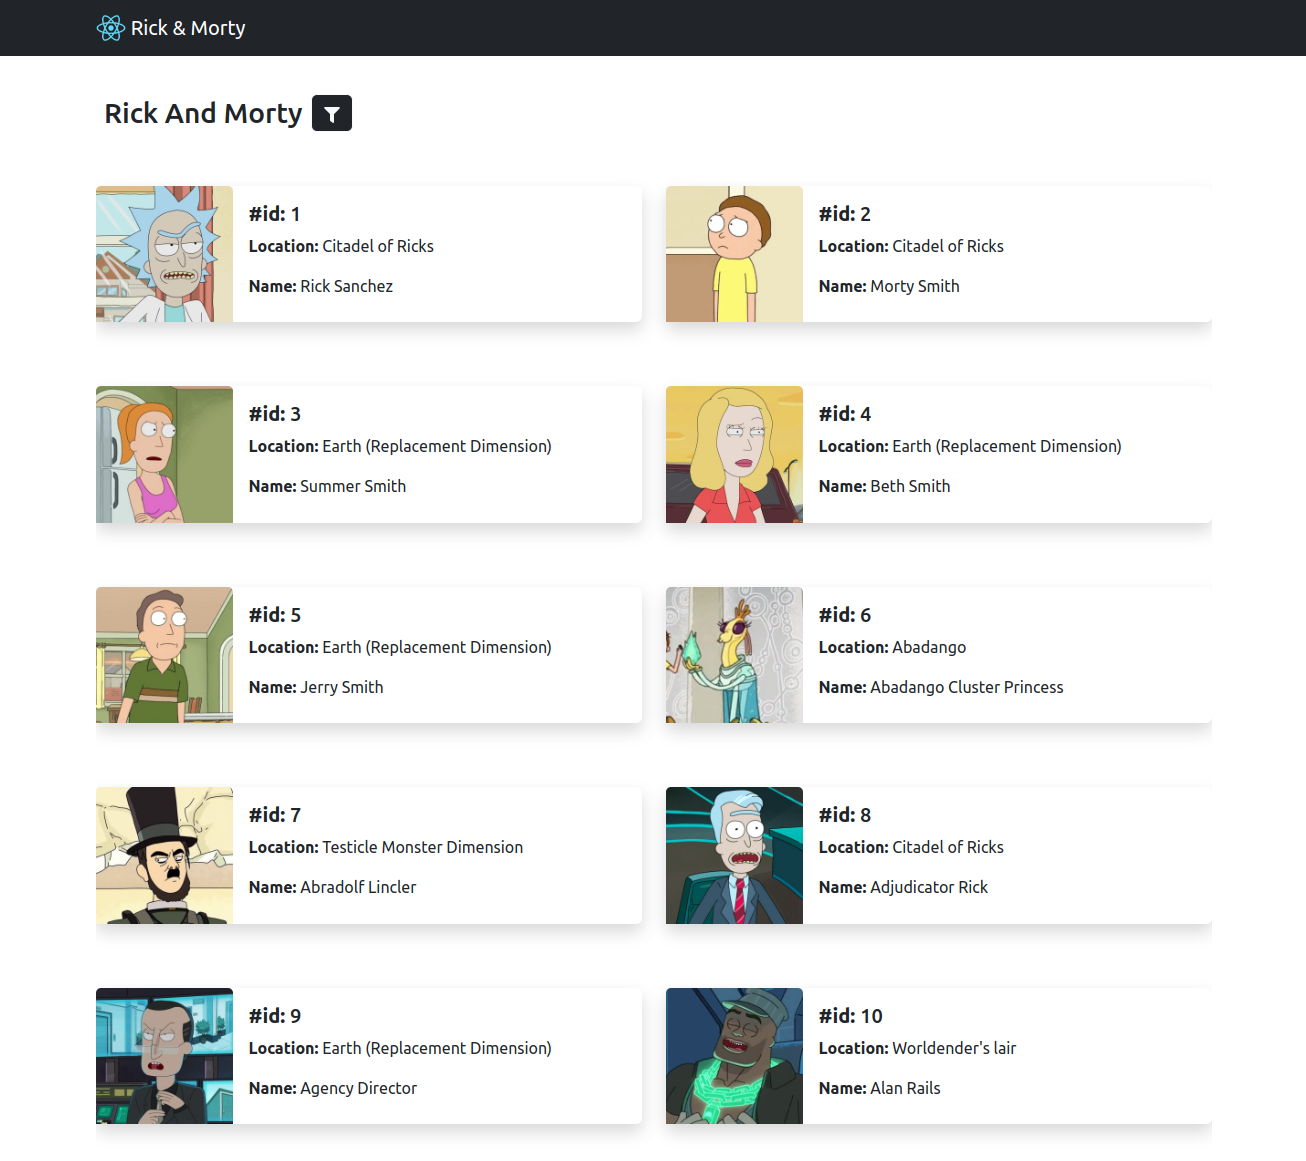 Rick & Morty
Rick And Morty
#id: 1
Location: Citadel of Ricks
Name: Rick Sanchez
#id: 2
Location: Citadel of Ricks
Name: Morty Smith
#id: 3
Location: Earth (Replacement Dimension)
Name: Summer Smith
#id: 4
Location: Earth (Replacement Dimension)
Name: Beth Smith
#id: 5
Location: Earth (Replacement Dimension)
Name: Jerry Smith
#id: 6
Location: Abadango
Name: Abadango Cluster Princess
#id: 7
Location: Testicle Monster Dimension
Name: Abradolf Lincler
#id: 8
Location: Citadel of Ricks
Name: Adjudicator Rick
#id: 9
Location: Earth (Replacement Dimension)
Name: Agency Director
#id: 10
Location: Worldender's lair
Name: Alan Rails